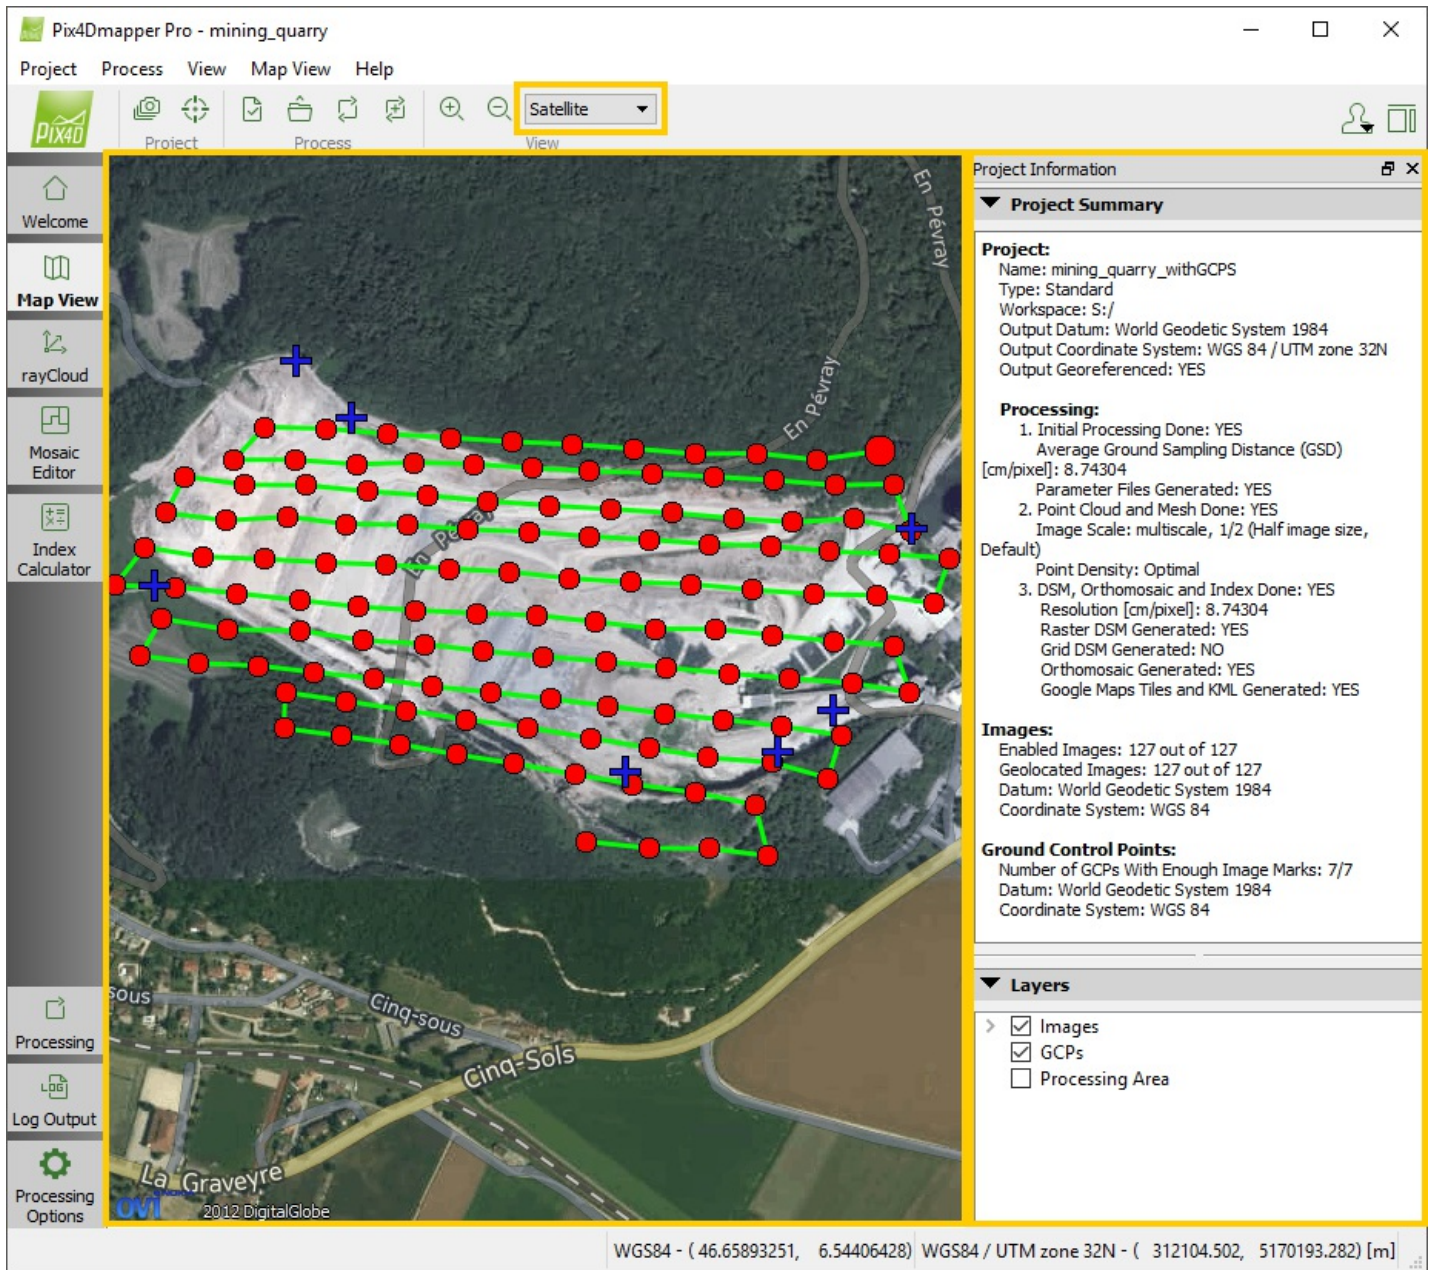 Pix4Dmapper Pro - mining_quarry
Project Process View Map View Help
PIX4D
Satellite
Project Process View
Welcome
Map View
rayCloud
Mosaic
Editor
Index
Calculator
Processing
LOG
Log Output
Processing
Options
En Pévray
En Pévray
En Pévray
sous
Cinq-sous
Cinq-Sols
La Graveyre
ovi
2012 DigitalGlobe
Project Information
Project Summary
Project:
Name: mining_quarry_withGCPS
Type: Standard
Workspace: S:/
Output Datum: World Geodetic System 1984
Output Coordinate System: WGS 84 / UTM zone 32N
Output Georeferenced: YES
Processing:
1. Initial Processing Done: YES
Average Ground Sampling Distance (GSD)
[cm/pixel]: 8.74304
Parameter Files Generated: YES
2. Point Cloud and Mesh Done: YES
Image Scale: multiscale, 1/2 (Half image size,
Default)
Point Density: Optimal
3. DSM, Orthomosaic and Index Done: YES
Resolution [cm/pixel]: 8.74304
Raster DSM Generated: YES
Grid DSM Generated: NO
Orthomosaic Generated: YES
Google Maps Tiles and KML Generated: YES
Images:
Enabled Images: 127 out of 127
Geolocated Images: 127 out of 127
Datum: World Geodetic System 1984
Coordinate System: WGS 84
Ground Control Points:
Number of GCPs With Enough Image Marks: 7/7
Datum: World Geodetic System 1984
Coordinate System: WGS 84
Layers
Images
GCPs
Processing Area
WGS84 - ( 46.65893251, 6.54406428) WGS84 / UTM zone 32N - ( 312104.502, 5170193.282) [m]